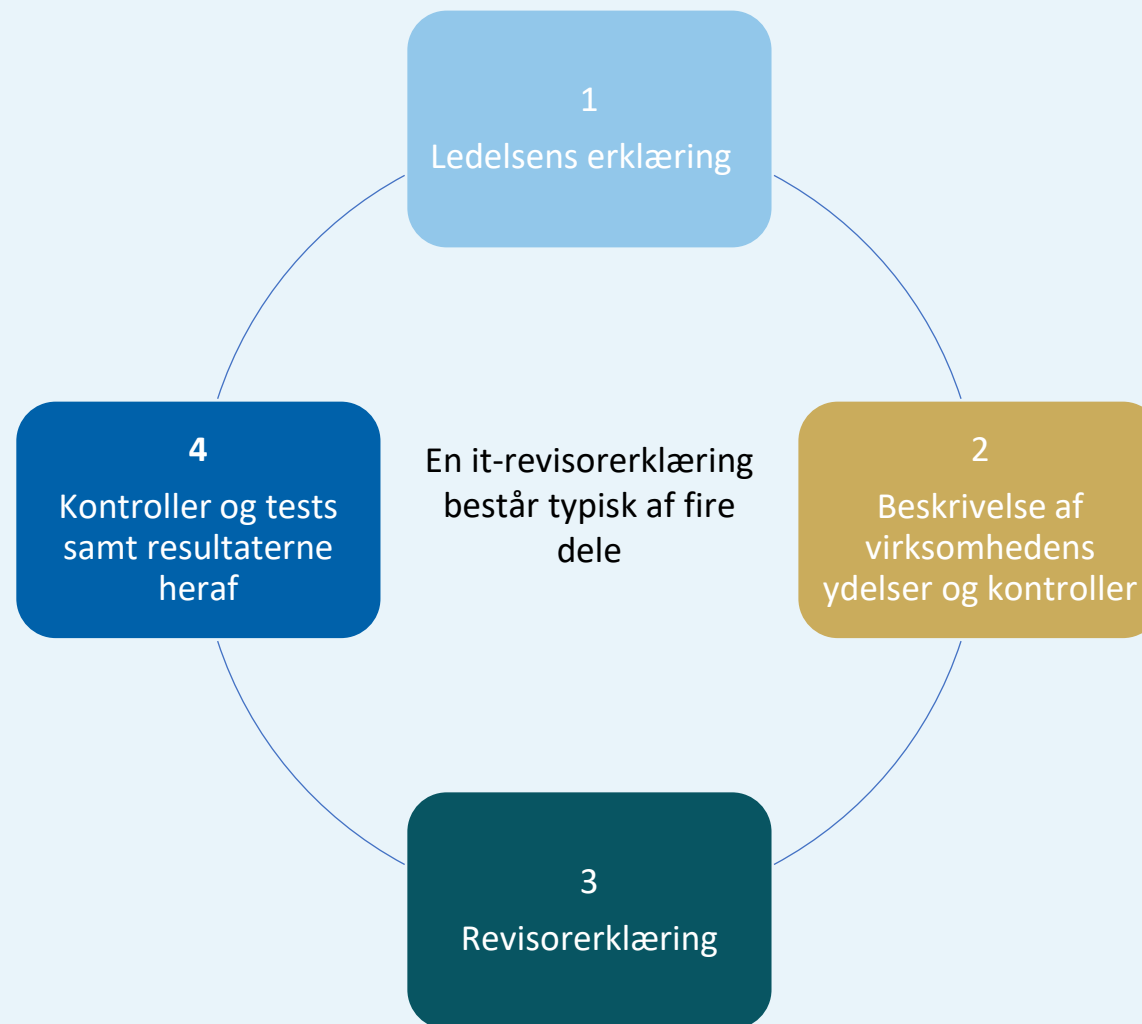 1
Ledelsens erklæring
2
Beskrivelse af
virksomhedens
ydelser og kontroller
3
Revisorerklæring
4
Kontroller og tests
samt resultaterne
heraf
En it-revisorerklæring
består typisk af fire
dele